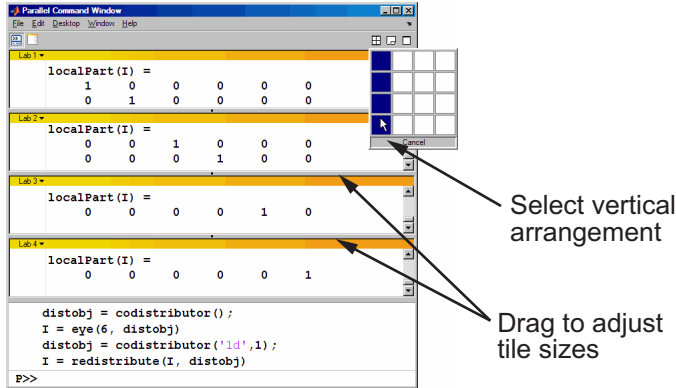 Parallel Command Window
File Edit Desktop Window Help
Lab 1
localPart(I) =
1 0 0 0 0 0
0 1 0 0 0 0
Cancel
Lab 2
localPart(I) =
0 0 1 0 0 0
0 0 0 1 0 0
Lab 3
localPart(I) =
0 0 0 0 1 0
Select vertical
arrangement
Lab 4
localPart(I) =
0 0 0 0 0 1
distobj = codistributor();
I = eye(6, distobj)
distobj = codistributor('1d',1);
I = redistribute(I, distobj)
Drag to adjust
tile sizes
P>>